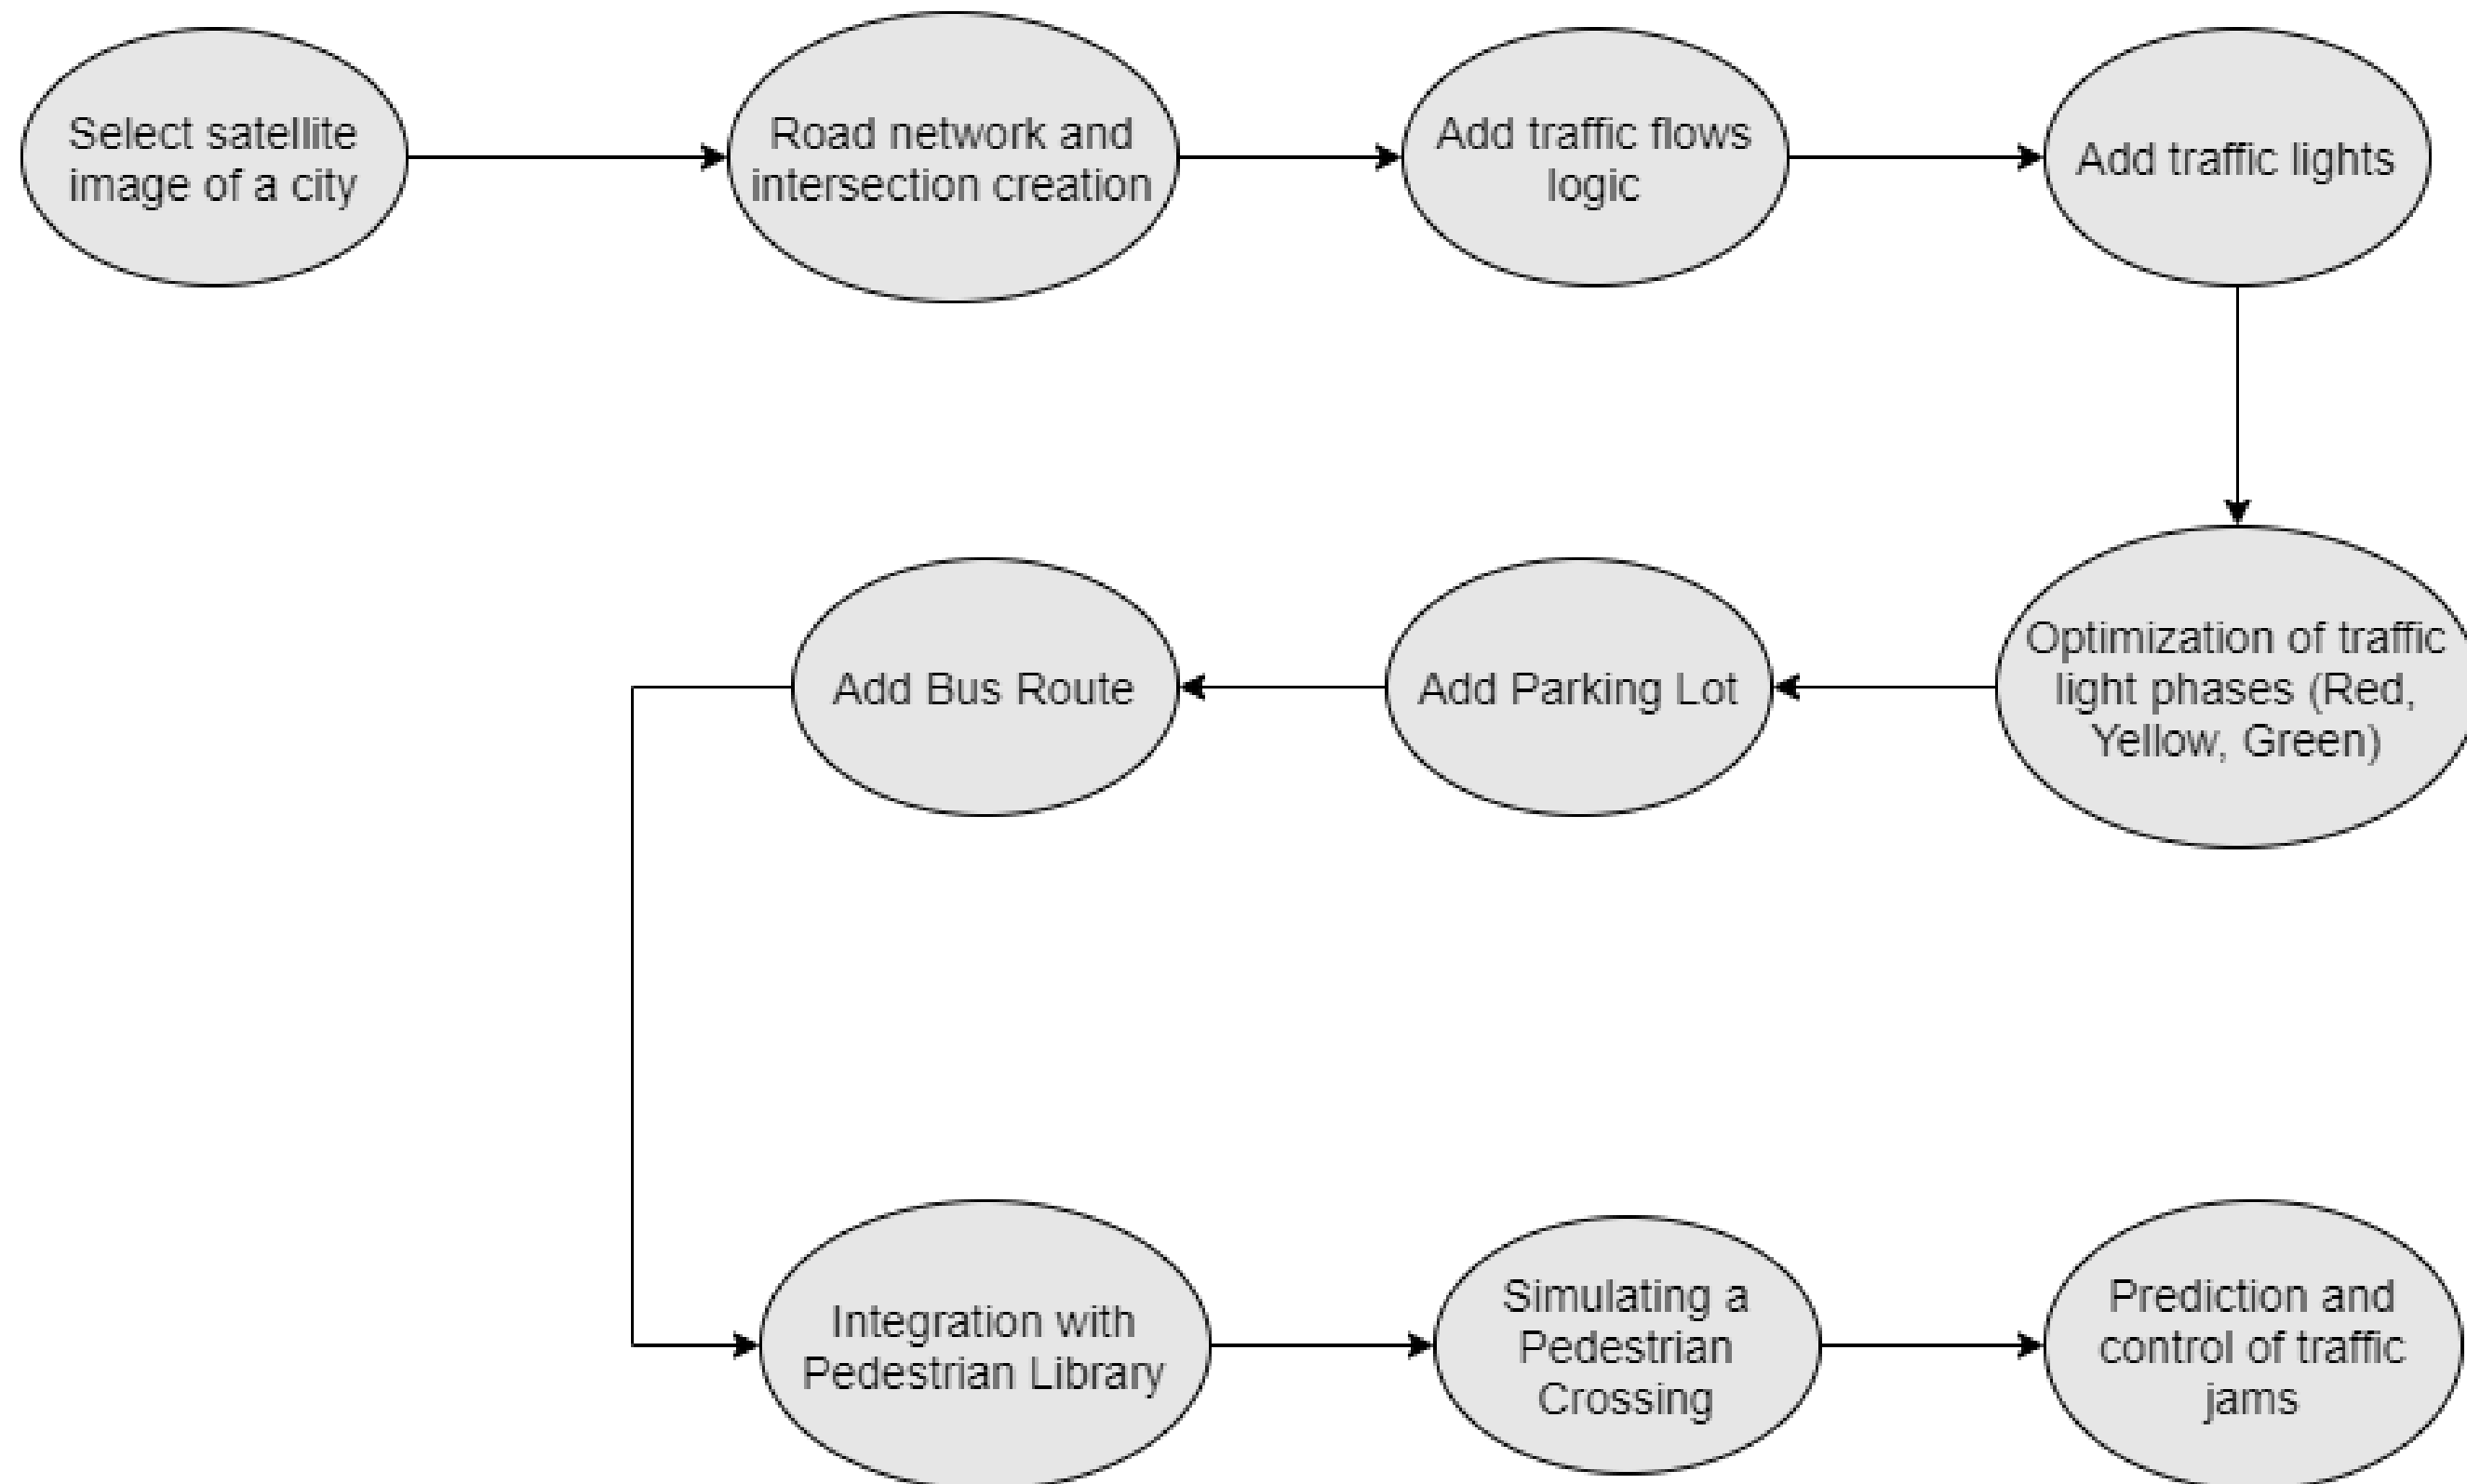 Select satellite
image of a city
Road network and
intersection creation
Add traffic flows
logic
Add traffic lights
Optimization of traffic
light phases (Red,
Yellow, Green)
Add Parking Lot
Add Bus Route
Integration with
Pedestrian Library
Simulating a
Pedestrian
Crossing
Prediction and
control of traffic
jams